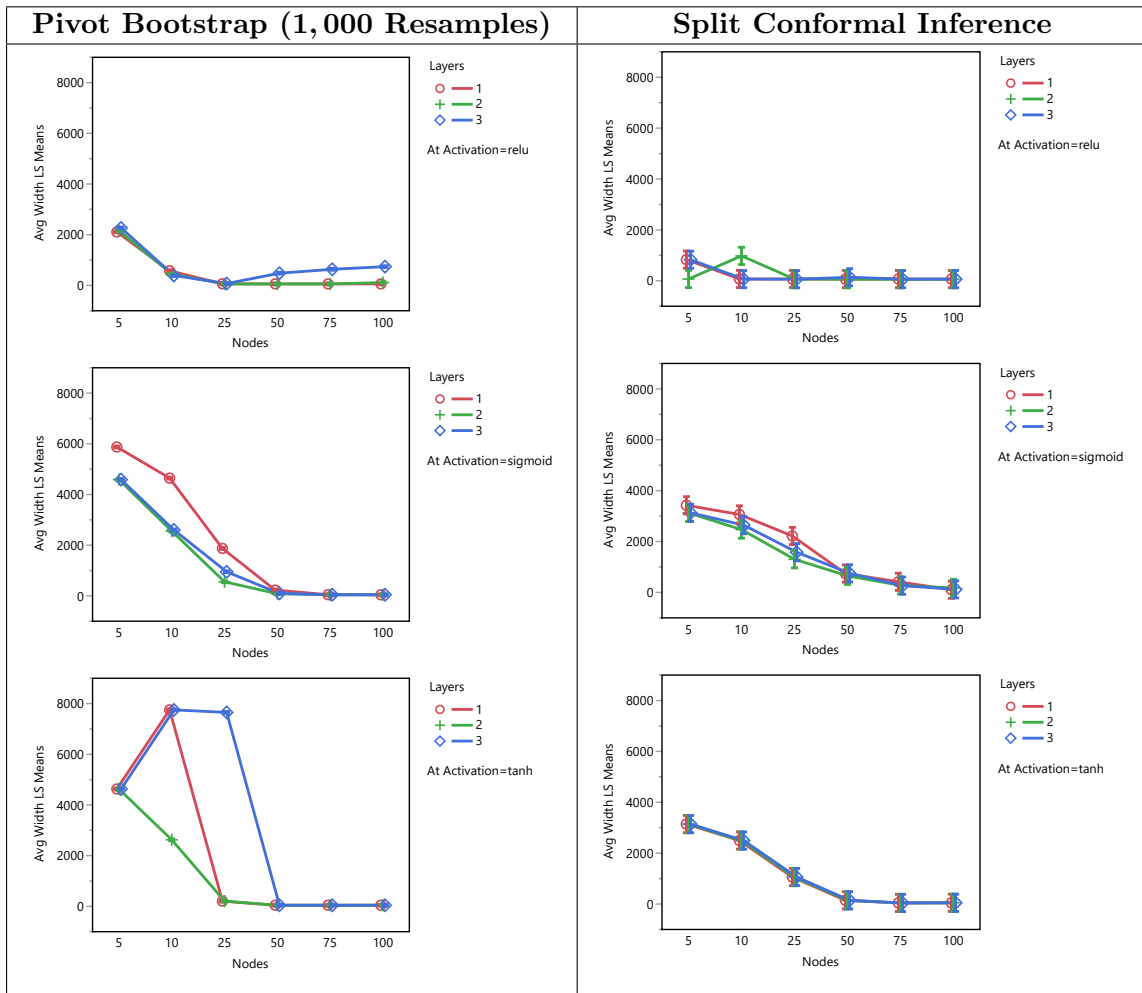 Pivot Bootstrap (1, 000 Resamples)
Split Conformal Inference
Avg Width LS Means
8000
6000
4000
2000
0
5 10 25 50 75 100
Nodes
Layers
1
2
3
At Activation=relu
Avg Width LS Means
8000
6000
4000
2000
0
5 10 25 50 75 100
Nodes
Layers
1
2
3
At Activation=relu
Avg Width LS Means
8000
6000
4000
2000
0
5 10 25 50 75 100
Nodes
Layers
1
2
3
At Activation=sigmoid
Avg Width LS Means
8000
6000
4000
2000
0
5 10 25 50 75 100
Nodes
Layers
1
2
3
At Activation=sigmoid
Avg Width LS Means
8000
6000
4000
2000
0
5 10 25 50 75 100
Nodes
Layers
1
2
3
At Activation=tanh
Avg Width LS Means
8000
6000
4000
2000
0
5 10 25 50 75 100
Nodes
Layers
1
2
3
At Activation=tanh